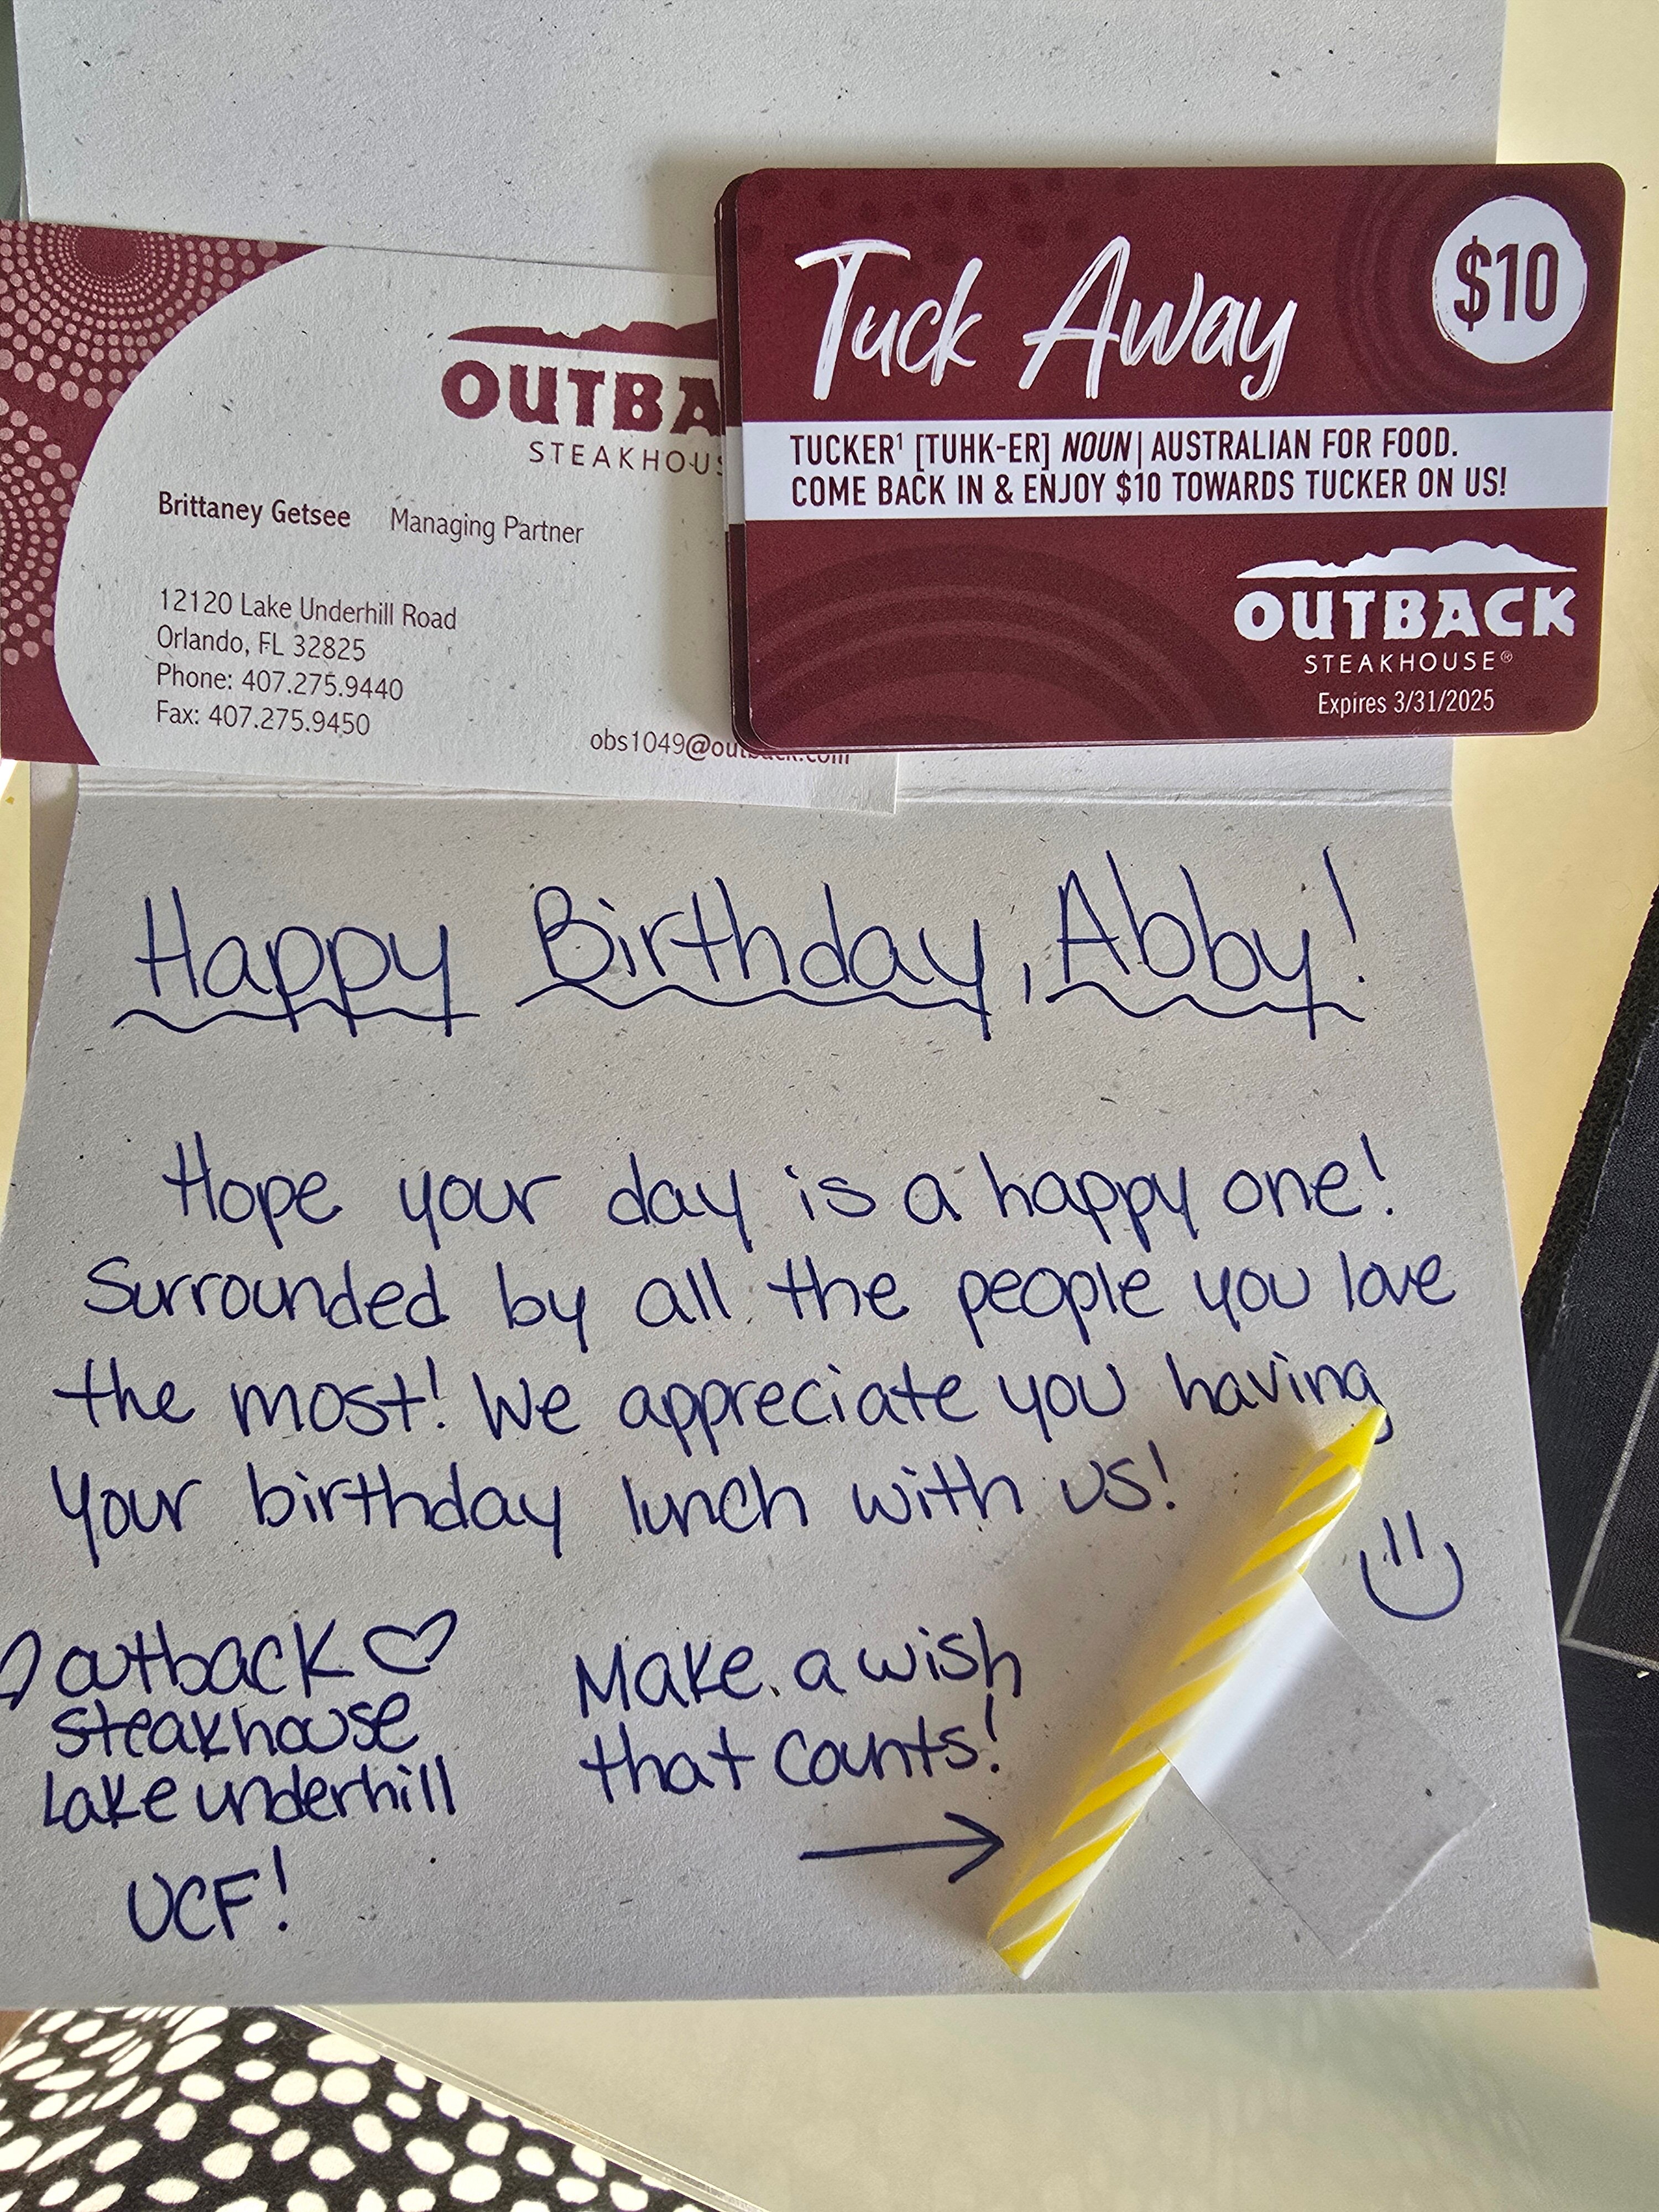 Tuck Away
$10
TUCKER¹ [TUHK-ER] NOUN | AUSTRALIAN FOR FOOD.
COME BACK IN & ENJOY $10 TOWARDS TUCKER ON US!
OUTBACK
STEAKHOUSE®
Expires 3/31/2025
OUTBA
STEAKHOUS
Brittaney Getsee Managing Partner
12120 Lake Underhill Road
Orlando, FL 32825
Phone: 407.275.9440
Fax: 407.275.9450
obs1049@outback.com
Happy Birthday, Abby!
Hope your day is a happy one!
Surrounded by all the people you love
the most! We appreciate you having
your birthday lunch with us!
outback
steakhouse
Lake underhill
UCF!
Make a wish
that counts!